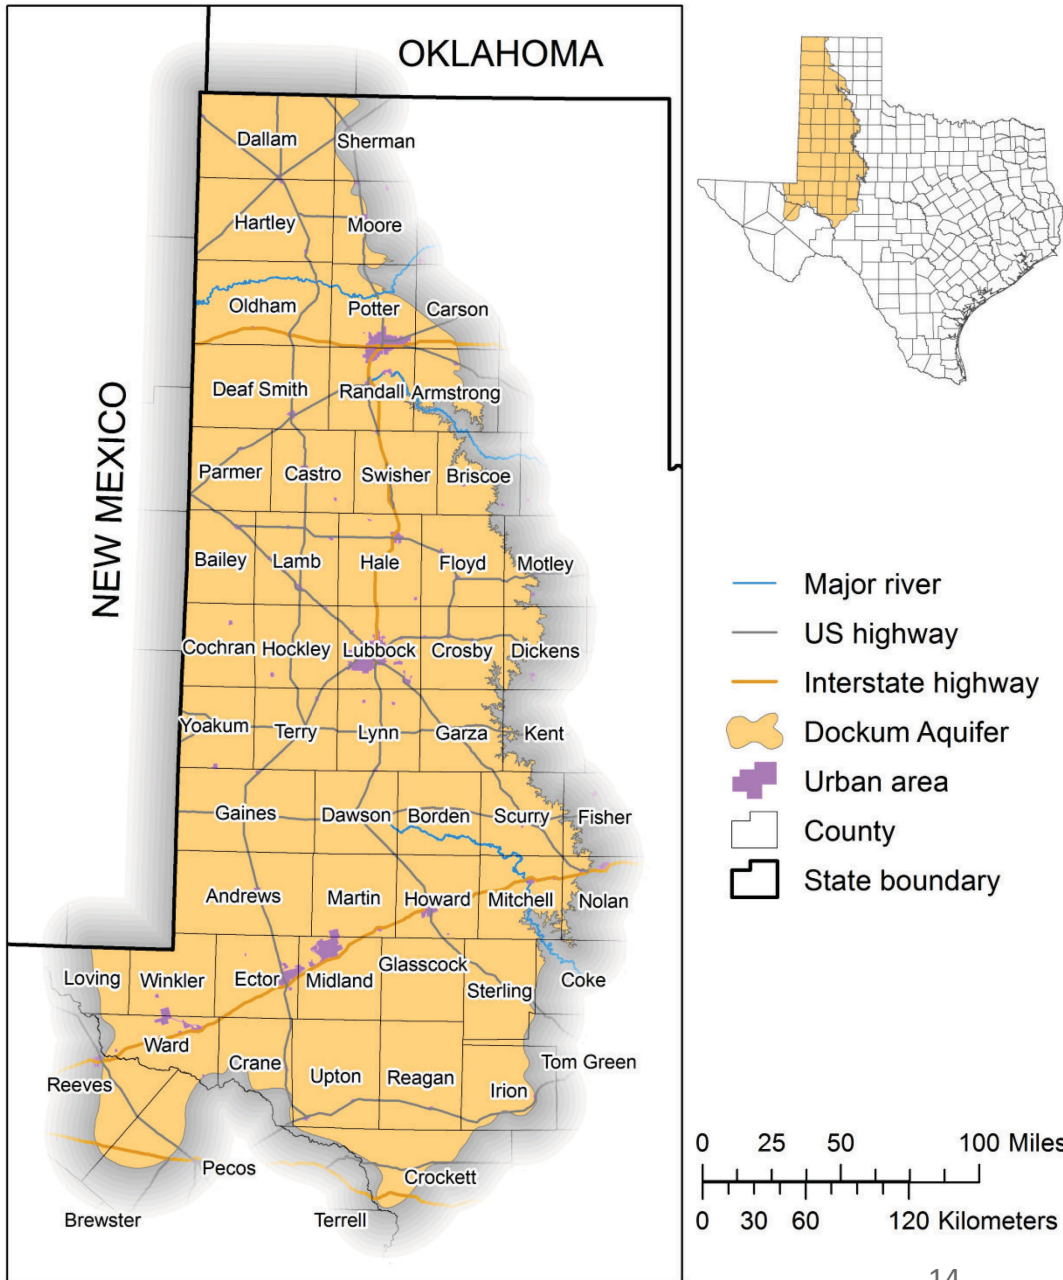 OKLAHOMA
NEW MEXICO
Dallam Sherman
Hartley Moore
Oldham Potter Carson
Deaf Smith Randall Armstrong
Parmer Castro Swisher Briscoe
Bailey Lamb Hale Floyd Motley
Cochran Hockley Lubbock Crosby Dickens
Yoakum Terry Lynn Garza Kent
Gaines Dawson Borden Scurry Fisher
Andrews Martin Howard Mitchell Nolan
Loving Winkler Ector Midland Glasscock Sterling Coke
Ward Crane Tom Green
Reeves Upton Reagan Irion
Pecos Crockett
Brewster Terrell
Major river
US highway
Interstate highway
Dockum Aquifer
Urban area
County
State boundary
0 25 50 100 Miles
0 30 60 120 Kilometers
14